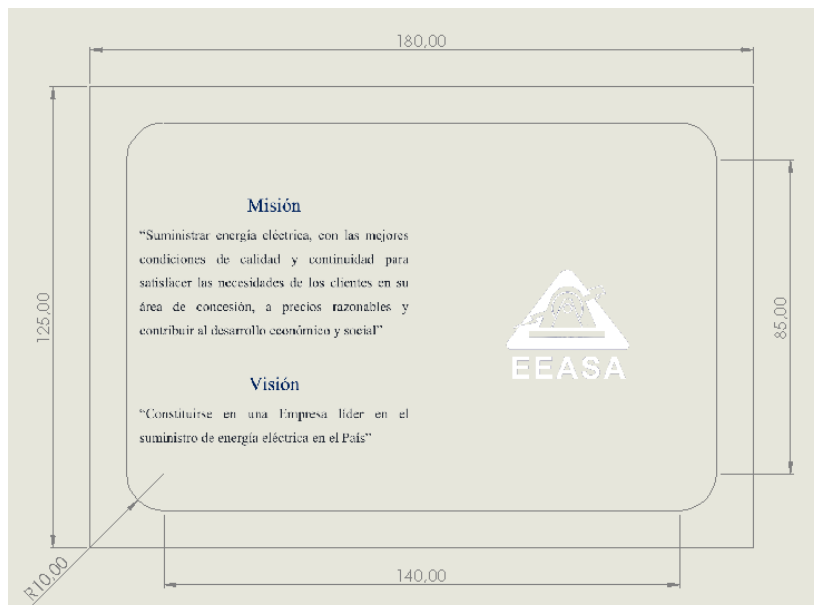 180,00
Misión
“Suministrar energía eléctrica, con las mejores
condiciones de calidad y continuidad para
satisfacer las necesidades de los clientes en su
área de concesión, a precios razonables y
contribuir al desarrollo económico y social”
125,00
85,00
EEASA
Visión
“Constituirse en una Empresa líder en el
suministro de energía eléctrica en el País”
R10,00
140,00